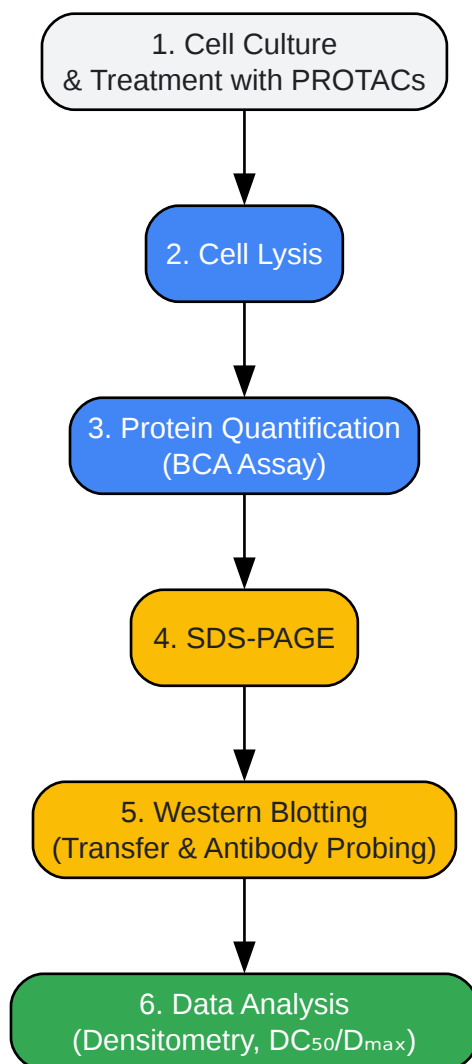 1. Cell Culture
& Treatment with PROTACs
2. Cell Lysis
3. Protein Quantification
(BCA Assay)
4. SDS-PAGE
5. Western Blotting
(Transfer & Antibody Probing)
6. Data Analysis
(Densitometry, DC₅₀/Dₘₐₓ)